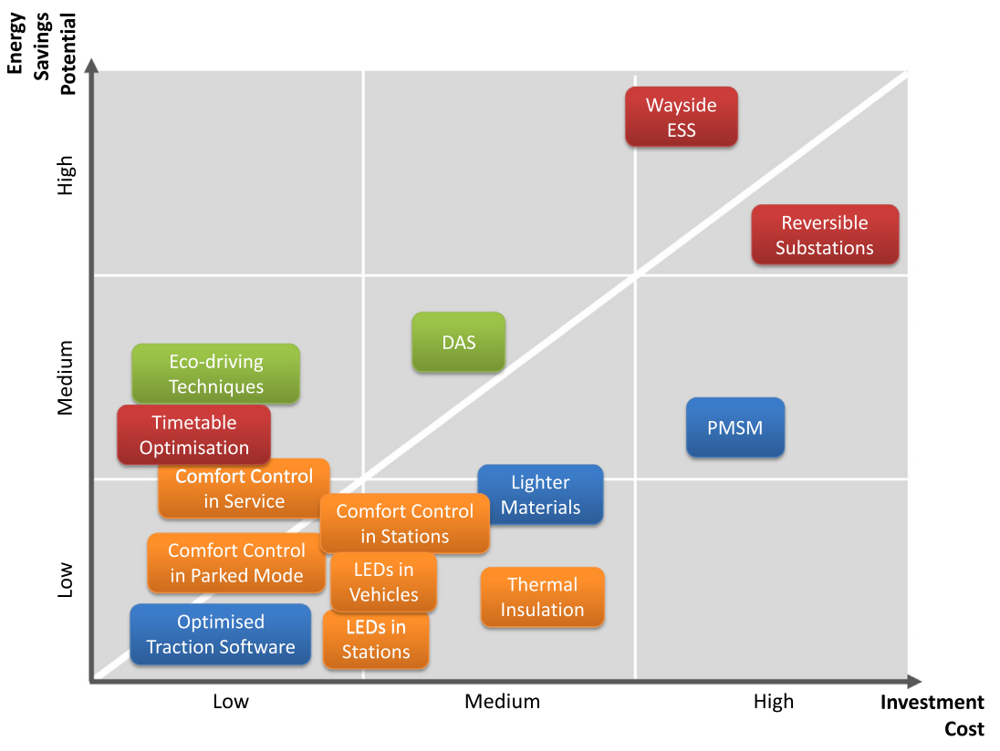 Energy
Savings
Potential
High
Medium
Low
Wayside
ESS
Reversible
Substations
DAS
Eco-driving
Techniques
Timetable
Optimisation
PMSM
Comfort Control
in Service
Lighter
Materials
Comfort Control
in Stations
Comfort Control
in Parked Mode
LEDs in
Vehicles
Thermal
Insulation
Optimised
Traction Software
LEDs in
Stations
Low
Medium
High
Investment
Cost